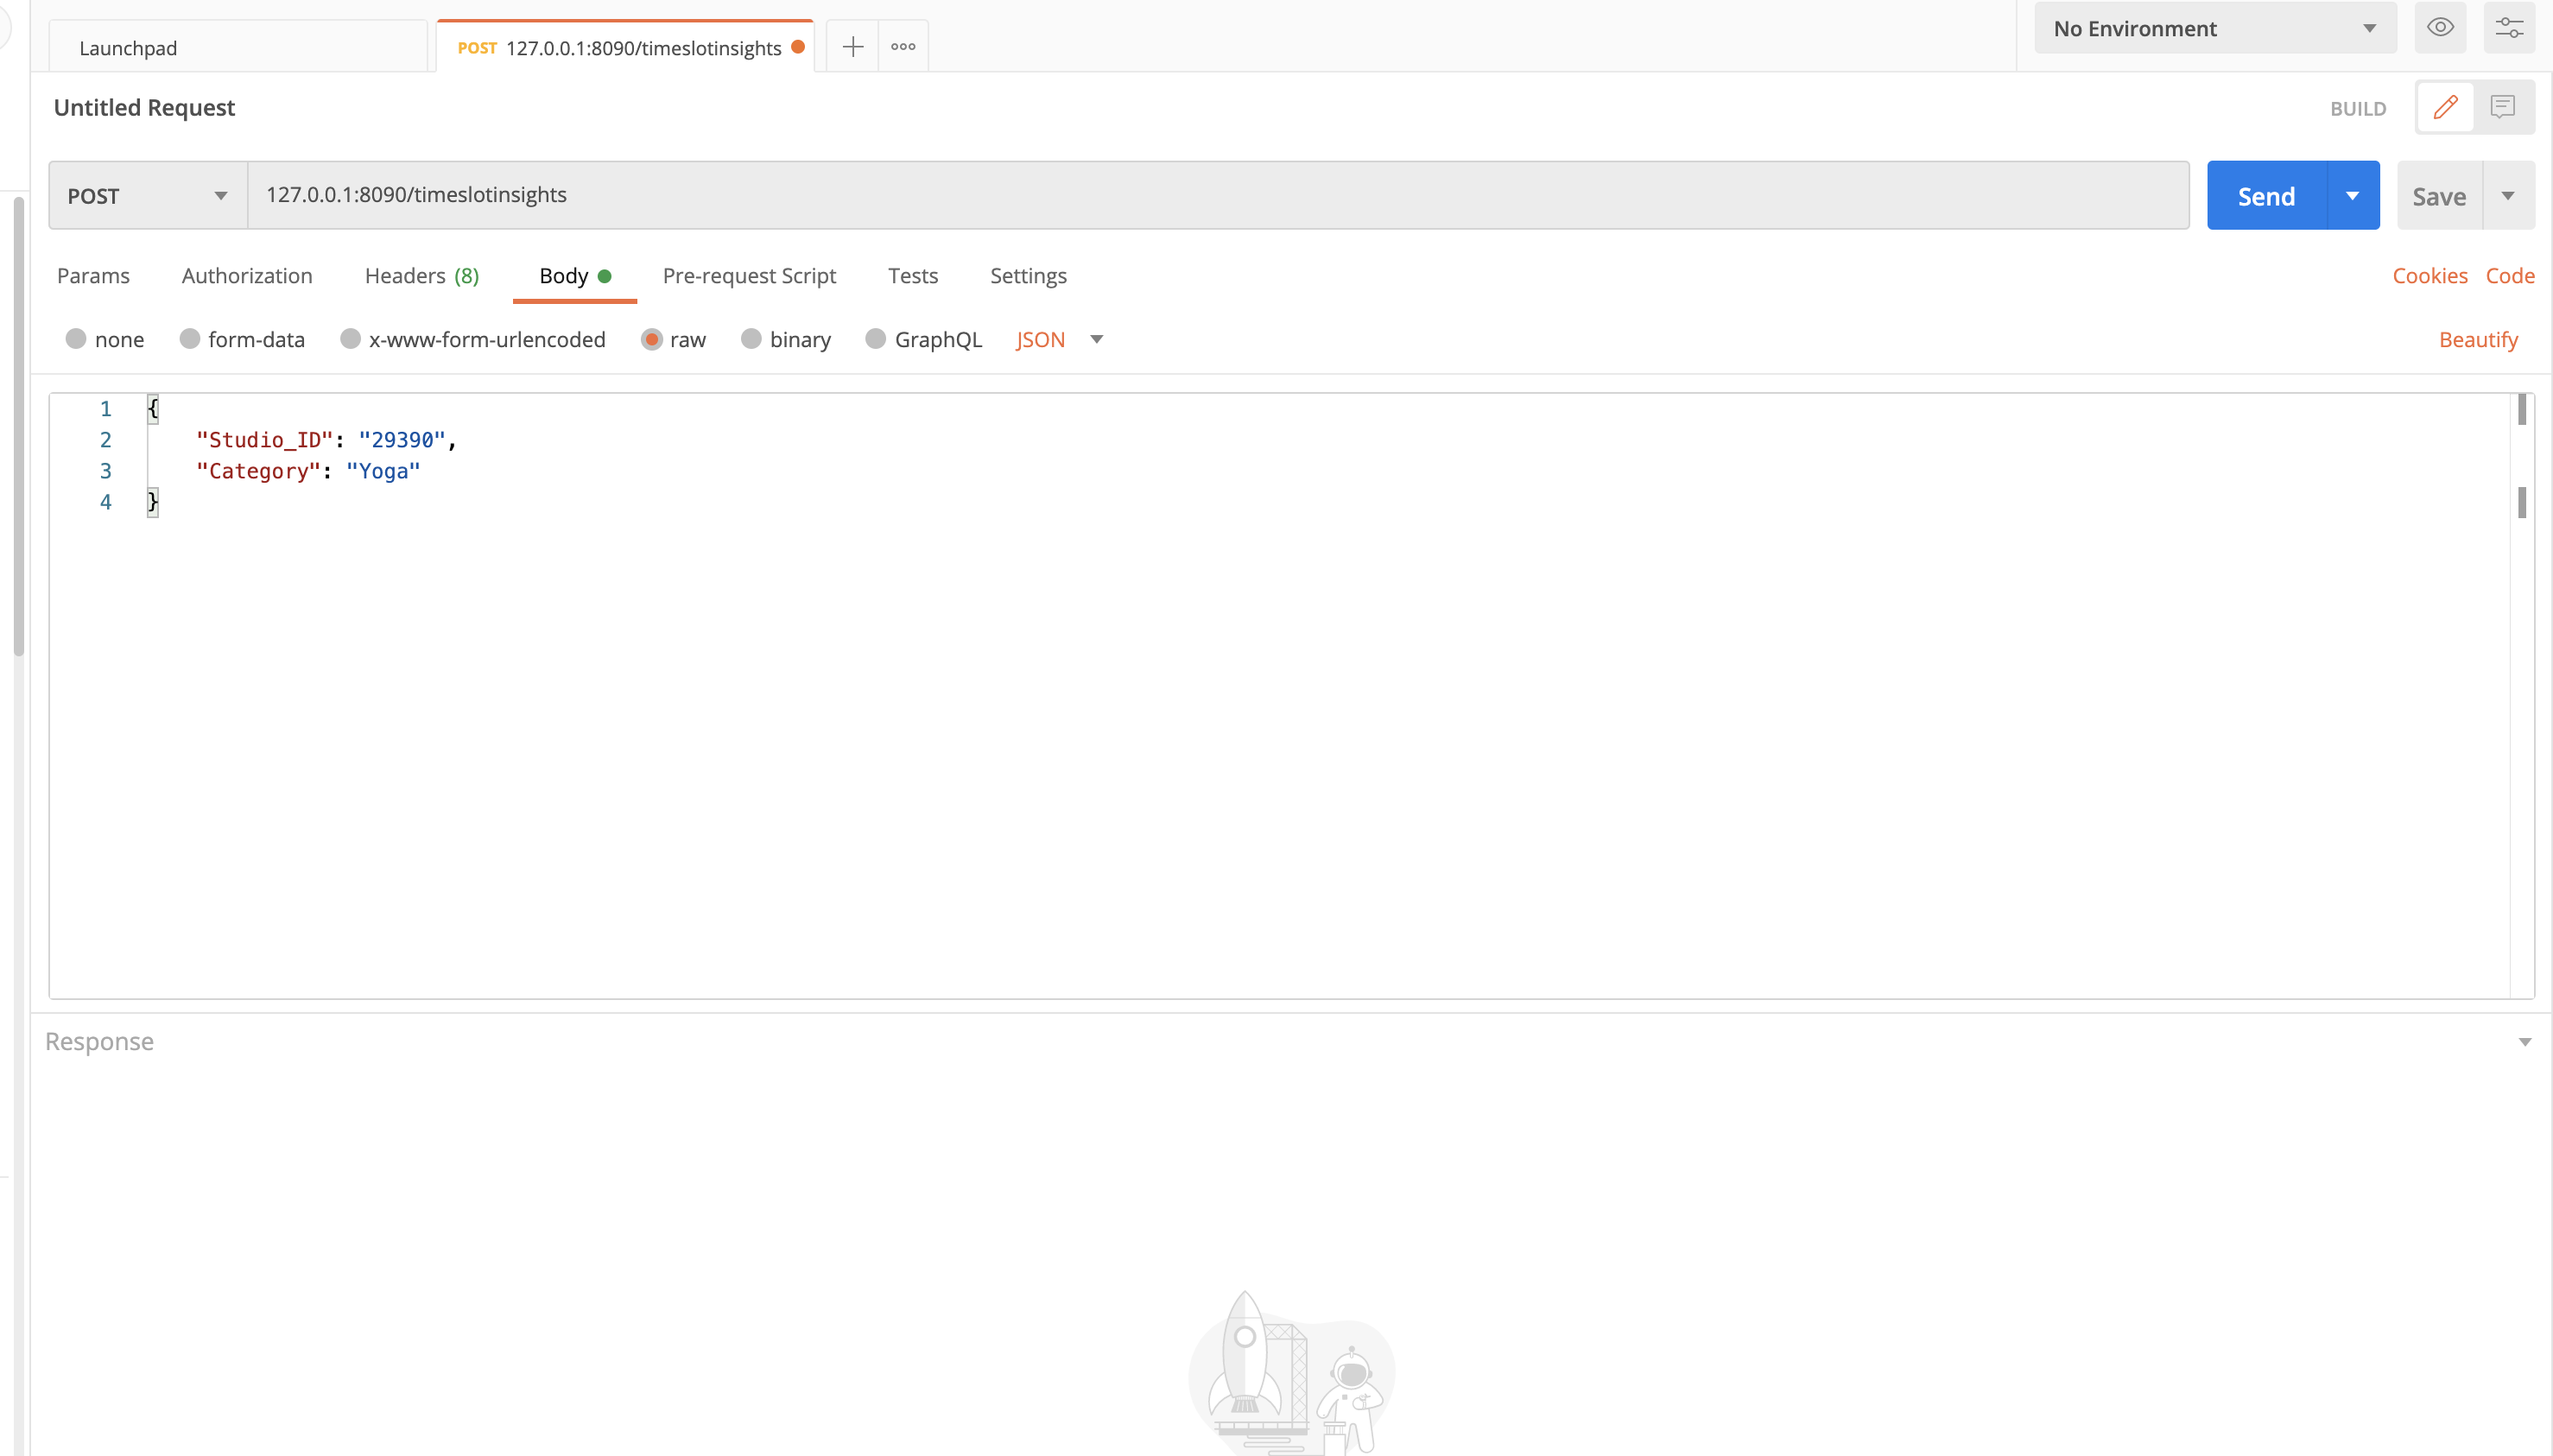 Launchpad
POST 127.0.0.1:8090/timeslotinsights
No Environment
Untitled Request
BUILD
POST
127.0.0.1:8090/timeslotinsights
Send
Save
Params
Authorization
Headers (8)
Body
Pre-request Script
Tests
Settings
Cookies
Code
none
form-data
x-www-form-urlencoded
raw
binary
GraphQL
JSON
Beautify
1 {
2 "Studio_ID": "29390",
3 "Category": "Yoga"
4 }
Response